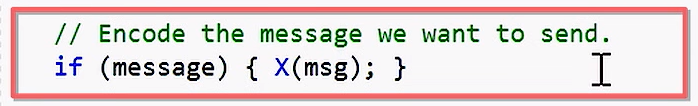 // Encode the message we want to send.
if (message) { X(msg); }